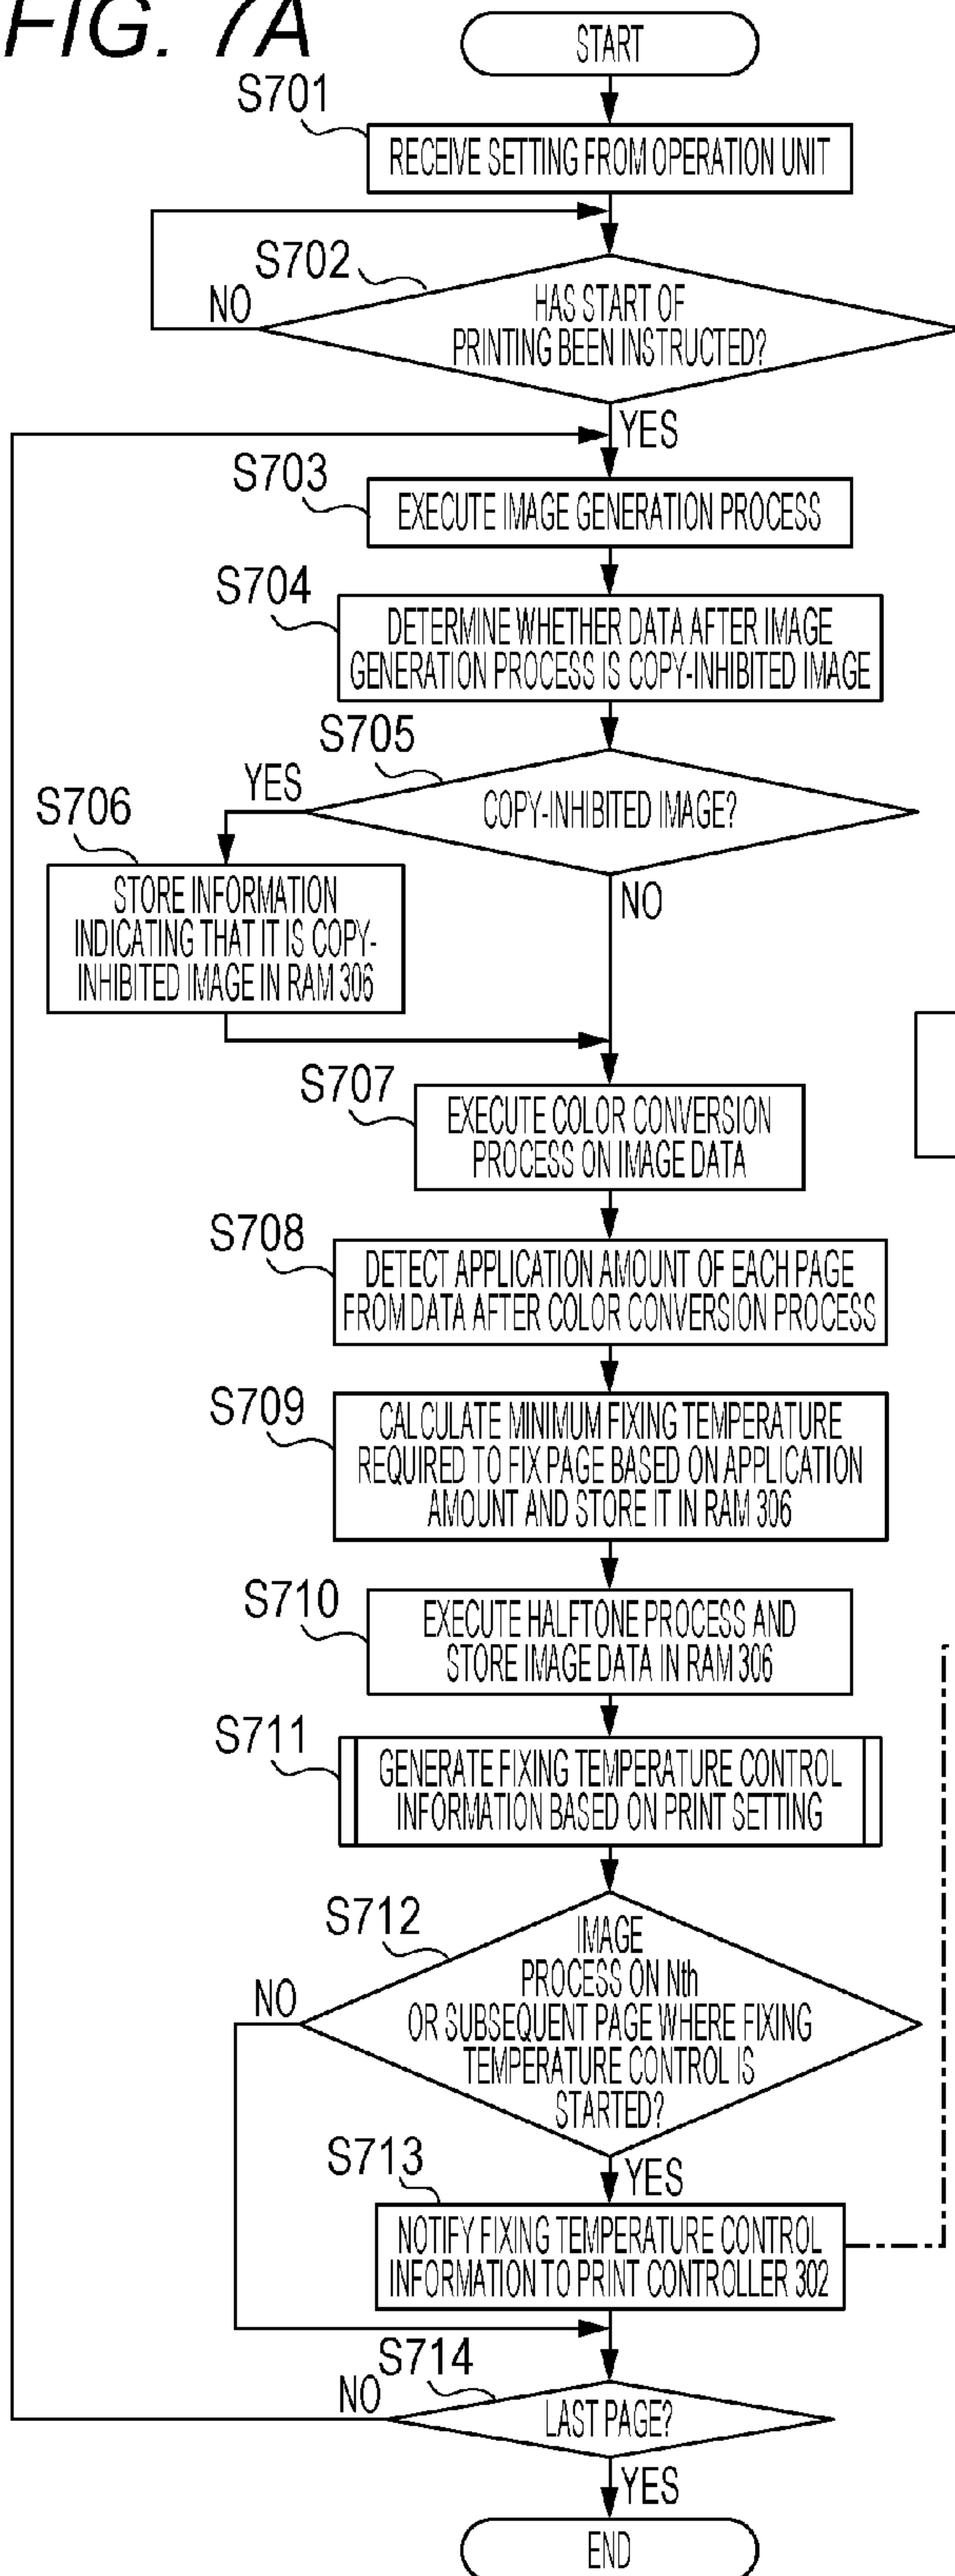 FIG. 7A
START
S701
RECEIVE SETTING FROM OPERATION UNIT
S702
NO
HAS START OF
PRINTING BEEN INSTRUCTED?
YES
S703
EXECUTE IMAGE GENERATION PROCESS
S704
DETERMINE WHETHER DATA AFTER IMAGE
GENERATION PROCESS IS COPY-INHIBITED IMAGE
S705
YES
COPY-INHIBITED IMAGE?
NO
S706
STORE INFORMATION
INDICATING THAT IT IS COPY-
INHIBITED IMAGE IN RAM 306
S707
EXECUTE COLOR CONVERSION
PROCESS ON IMAGE DATA
S708
DETECT APPLICATION AMOUNT OF EACH PAGE
FROM DATA AFTER COLOR CONVERSION PROCESS
S709
CALCULATE MINIMUM FIXING TEMPERATURE
REQUIRED TO FIX PAGE BASED ON APPLICATION
AMOUNT AND STORE IT IN RAM 306
S710
EXECUTE HALFTONE PROCESS AND
STORE IMAGE DATA IN RAM 306
S711
GENERATE FIXING TEMPERATURE CONTROL
INFORMATION BASED ON PRINT SETTING
S712
NO
IMAGE
PROCESS ON Nth
OR SUBSEQUENT PAGE WHERE FIXING
TEMPERATURE CONTROL IS
STARTED?
YES
S713
NOTIFY FIXING TEMPERATURE CONTROL
INFORMATION TO PRINT CONTROLLER 302
S714
NO
LAST PAGE?
YES
END